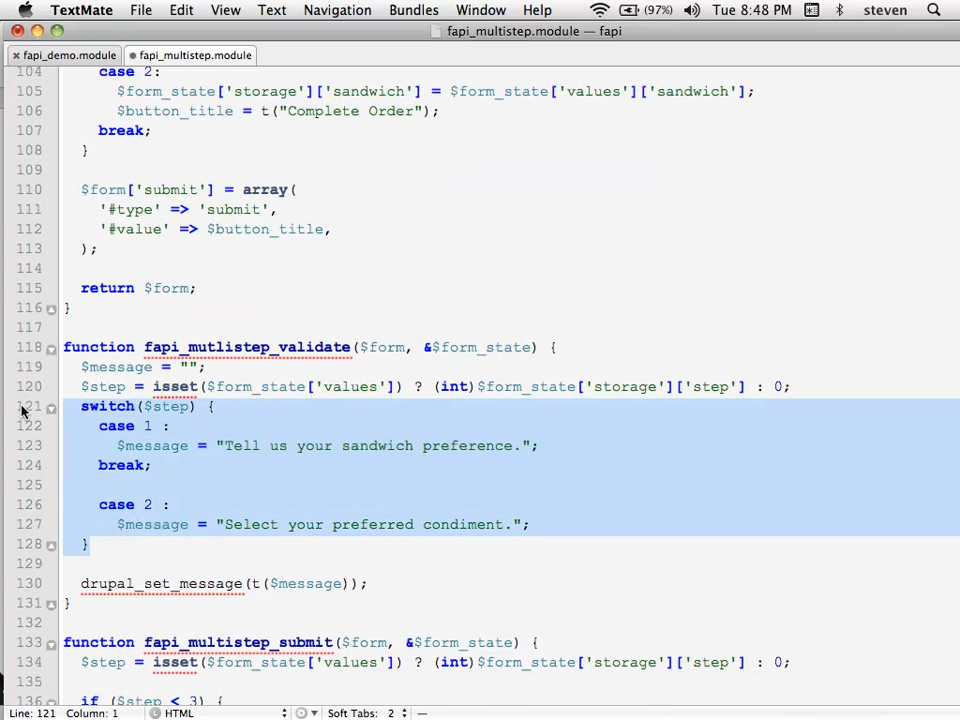 TextMate File Edit View Text Navigation Bundles Window Help (97%) Tue 8:48 PM steven
fapi_multistep.module — fapi
fapi_demo.module fapi_multistep.module
104 case 2:
105 $form_state['storage']['sandwich'] = $form_state['values']['sandwich'];
106 $button_title = t("Complete Order");
107 break;
108 }
109
110 $form['submit'] = array(
111 '#type' => 'submit',
112 '#value' => $button_title,
113 );
114
115 return $form;
116 }
117
118 function fapi_mutlistep_validate($form, &$form_state) {
119 $message = "";
120 $step = isset($form_state['values']) ? (int)$form_state['storage']['step'] : 0;
121 switch($step) {
122 case 1 :
123 $message = "Tell us your sandwich preference.";
124 break;
125
126 case 2 :
127 $message = "Select your preferred condiment.";
128 }
129
130 drupal_set_message(t($message));
131 }
132
133 function fapi_multistep_submit($form, &$form_state) {
134 $step = isset($form_state['values']) ? (int)$form_state['storage']['step'] : 0;
135
136 if ($step < 3) {
Line: 121 Column: 1 HTML Soft Tabs: 2 —